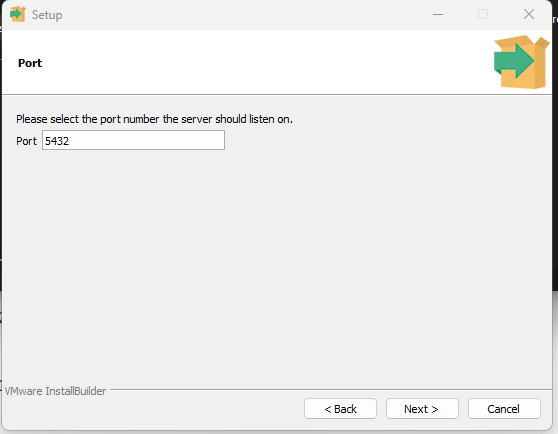 Setup
Port
Please select the port number the server should listen on.
Port 5432
VMware InstallBuilder
< Back Next > Cancel